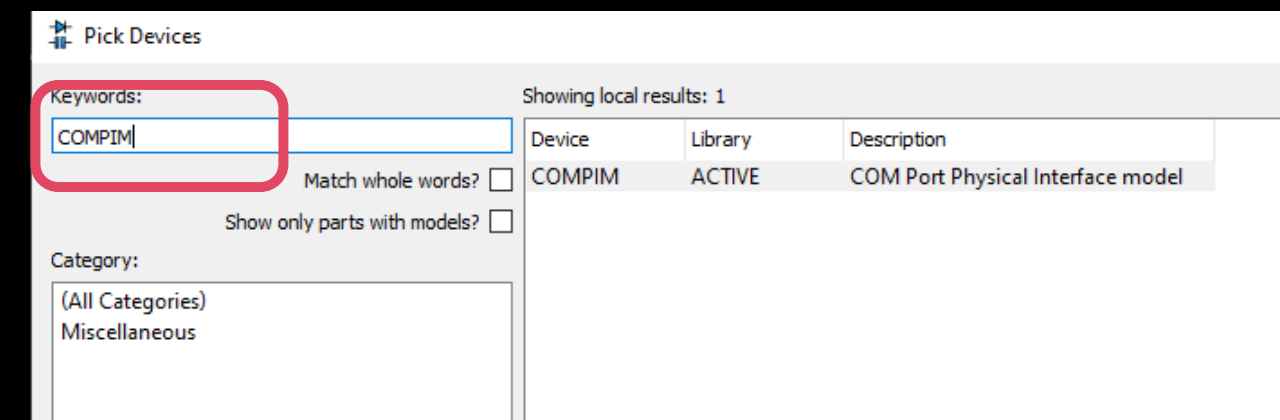 Pick Devices
Keywords:
COMPIM
Match whole words?
Show only parts with models?
Category:
(All Categories)
Miscellaneous
Showing local results: 1
Device Library Description
COMPIM ACTIVE COM Port Physical Interface model